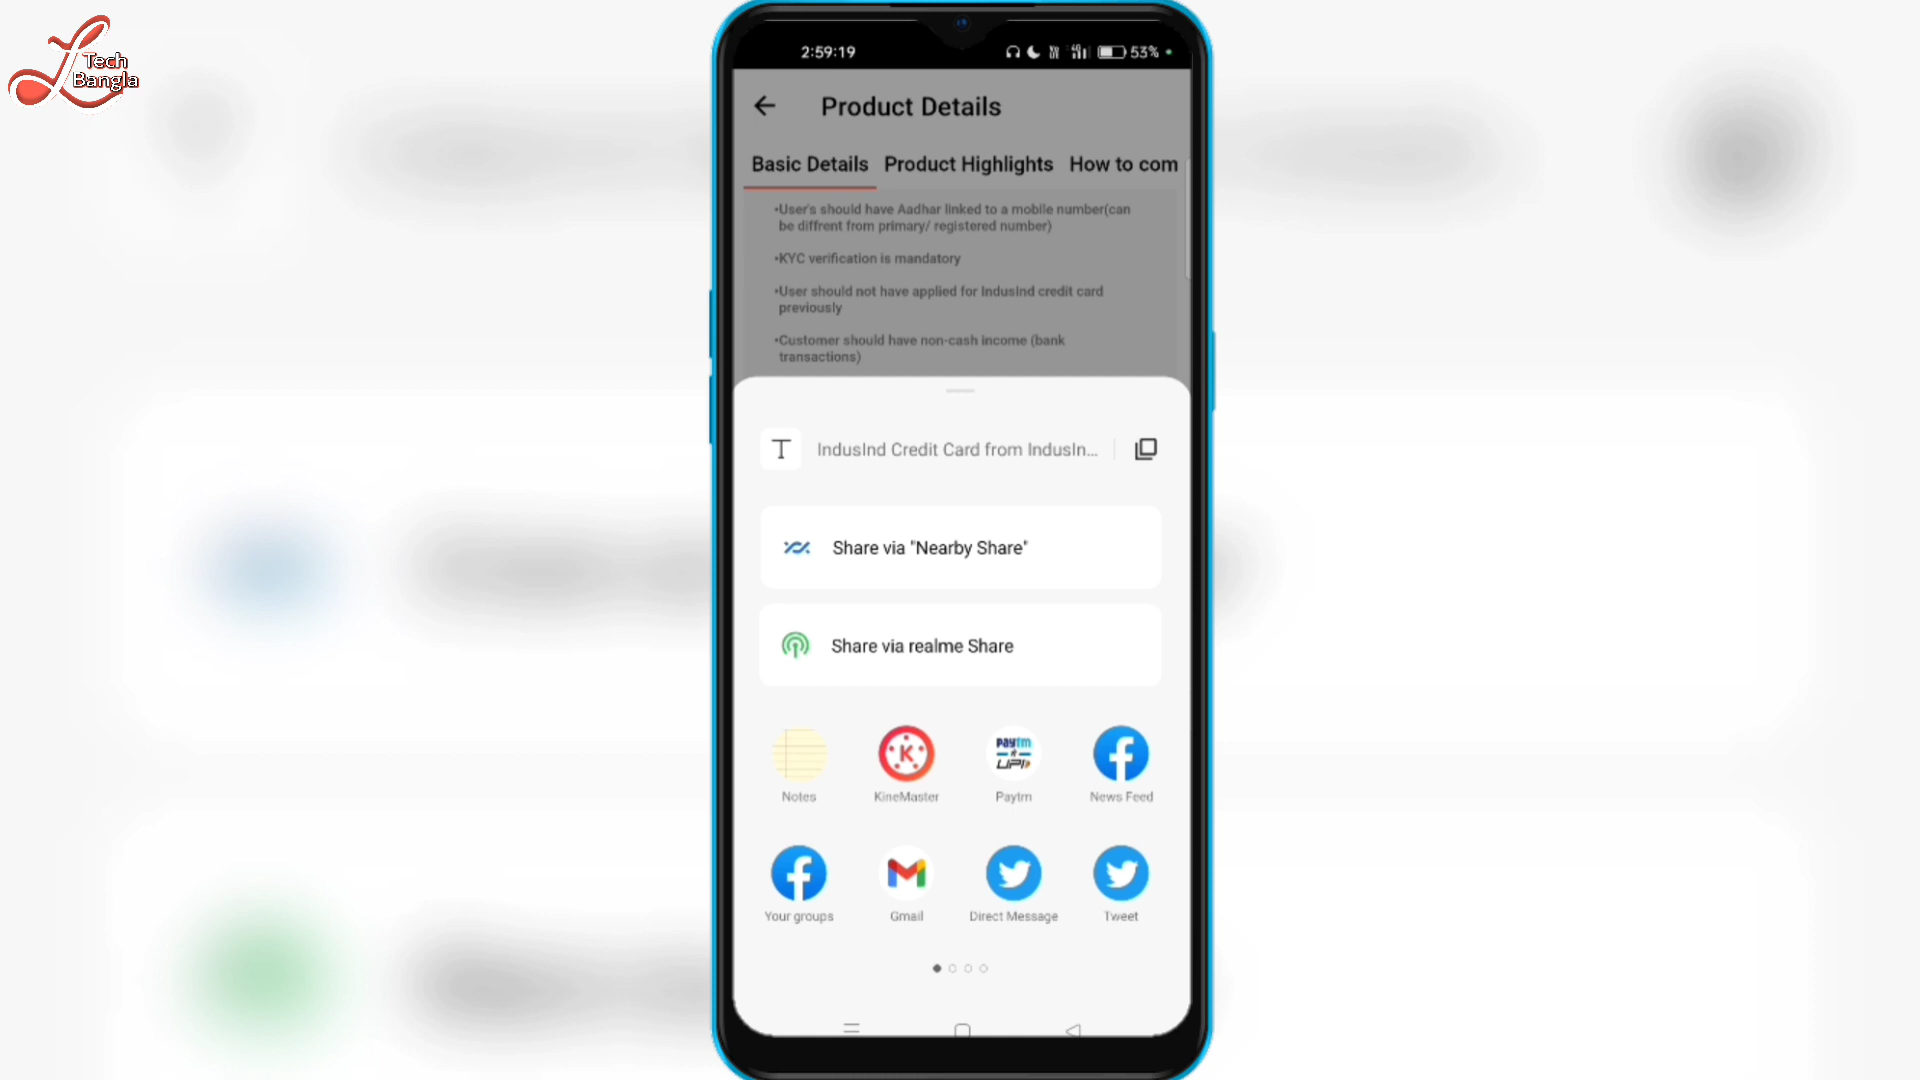 Tech
Bangla
2:59:19
53%
Product Details
Basic Details Product Highlights How to com
•User's should have Aadhar linked to a mobile number(can
be diffrent from primary/ registered number)
•KYC verification is mandatory
•User should not have applied for IndusInd credit card
previously
•Customer should have non-cash income (bank
transactions)
T IndusInd Credit Card from IndusIn...
Share via "Nearby Share"
Share via realme Share
K
paytm
UPI
Notes KineMaster Paytm News Feed
Your groups Gmail Direct Message Tweet